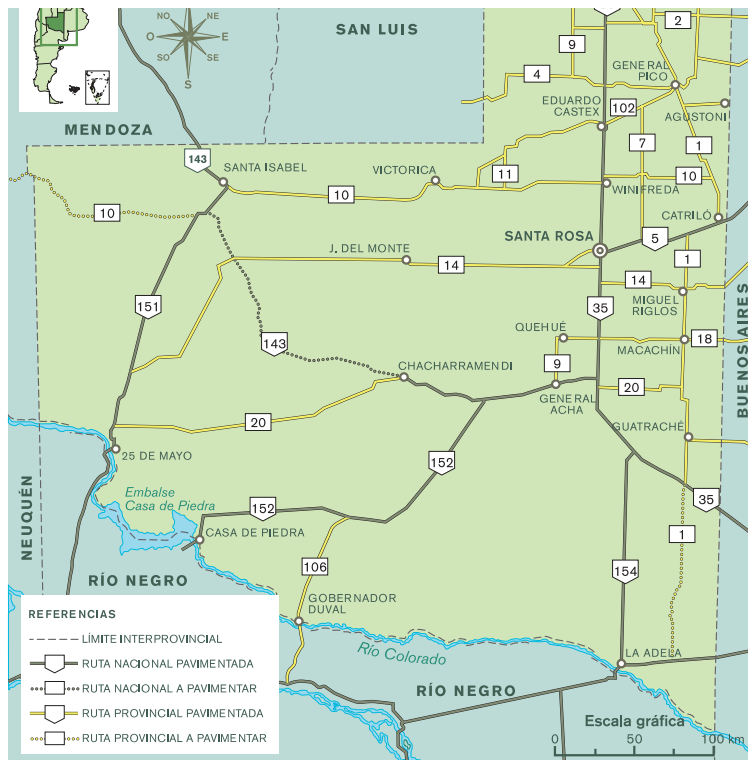 NO
NE
O
E
SO
SE
S
SAN LUIS
2
9
GENERAL
PICO
4
EDUARDO
CASTEX
102
AGUSTONI
MENDOZA
7
1
143
SANTA ISABEL
VICTORICA
11
10
10
WINIFREDA
10
CATRILÓ
SANTA ROSA
5
J. DEL MONTE
14
1
14
151
35
MIGUEL
RIGLOS
BUENOS AIRES
143
QUEHUÉ
18
MACACHÍN
CHACHARRAMENDI
9
20
GENERAL
ACHA
20
GUATRACHÉ
25 DE MAYO
152
Embalse
Casa de Piedra
152
35
NEUQUÉN
CASA DE PIEDRA
1
106
154
RÍO NEGRO
GOBERNADOR
DUVAL
Río Colorado
LA ADELA
RÍO NEGRO
REFERENCIAS
LÍMITE INTERPROVINCIAL
RUTA NACIONAL PAVIMENTADA
RUTA NACIONAL A PAVIMENTAR
RUTA PROVINCIAL PAVIMENTADA
RUTA PROVINCIAL A PAVIMENTAR
Escala gráfica
0 50 100 km